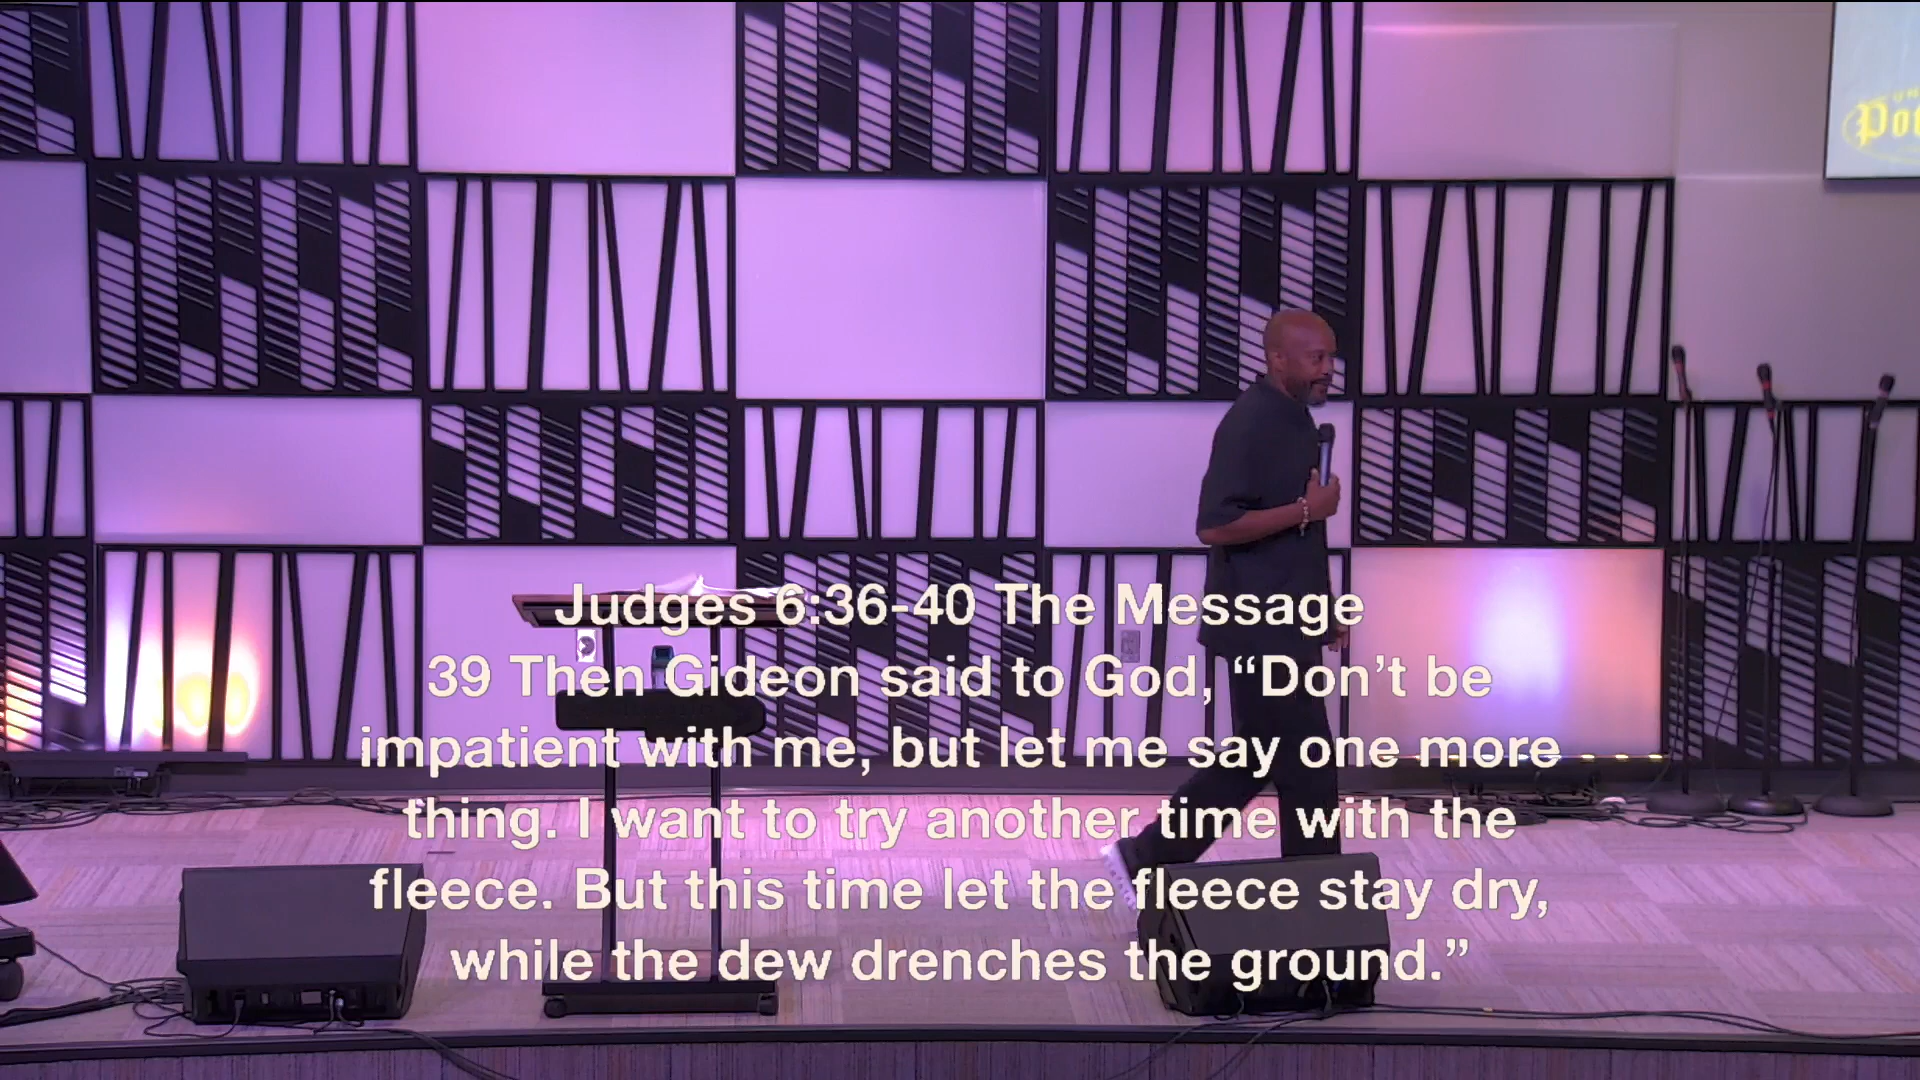 Judges 6:36-40 The Message
39 Then Gideon said to God, “Don’t be
impatient with me, but let me say one more
thing. I want to try another time with the
fleece. But this time let the fleece stay dry,
while the dew drenches the ground.”